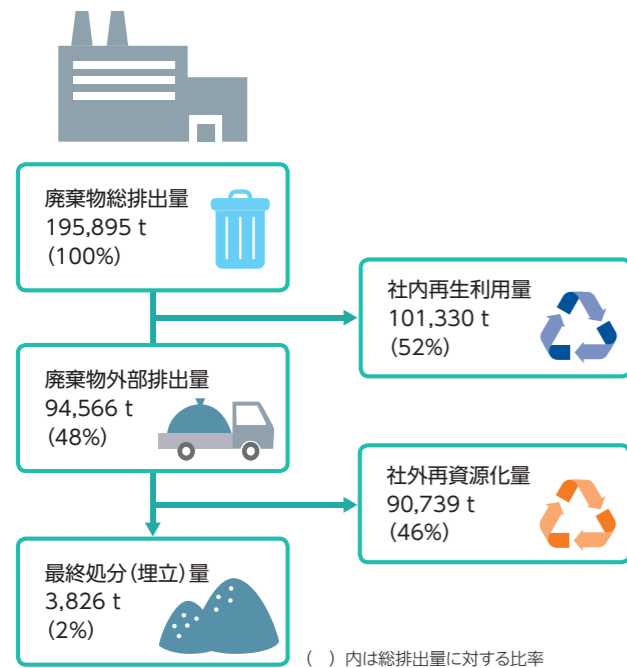 廃棄物総排出量
195,895 t
(100%)
社内再生利用量
101,330 t
(52%)
廃棄物外部排出量
94,566 t
(48%)
社外再資源化量
90,739 t
(46%)
最終処分(埋立)量
3,826 t
(2%)
(　)内は総排出量に対する比率